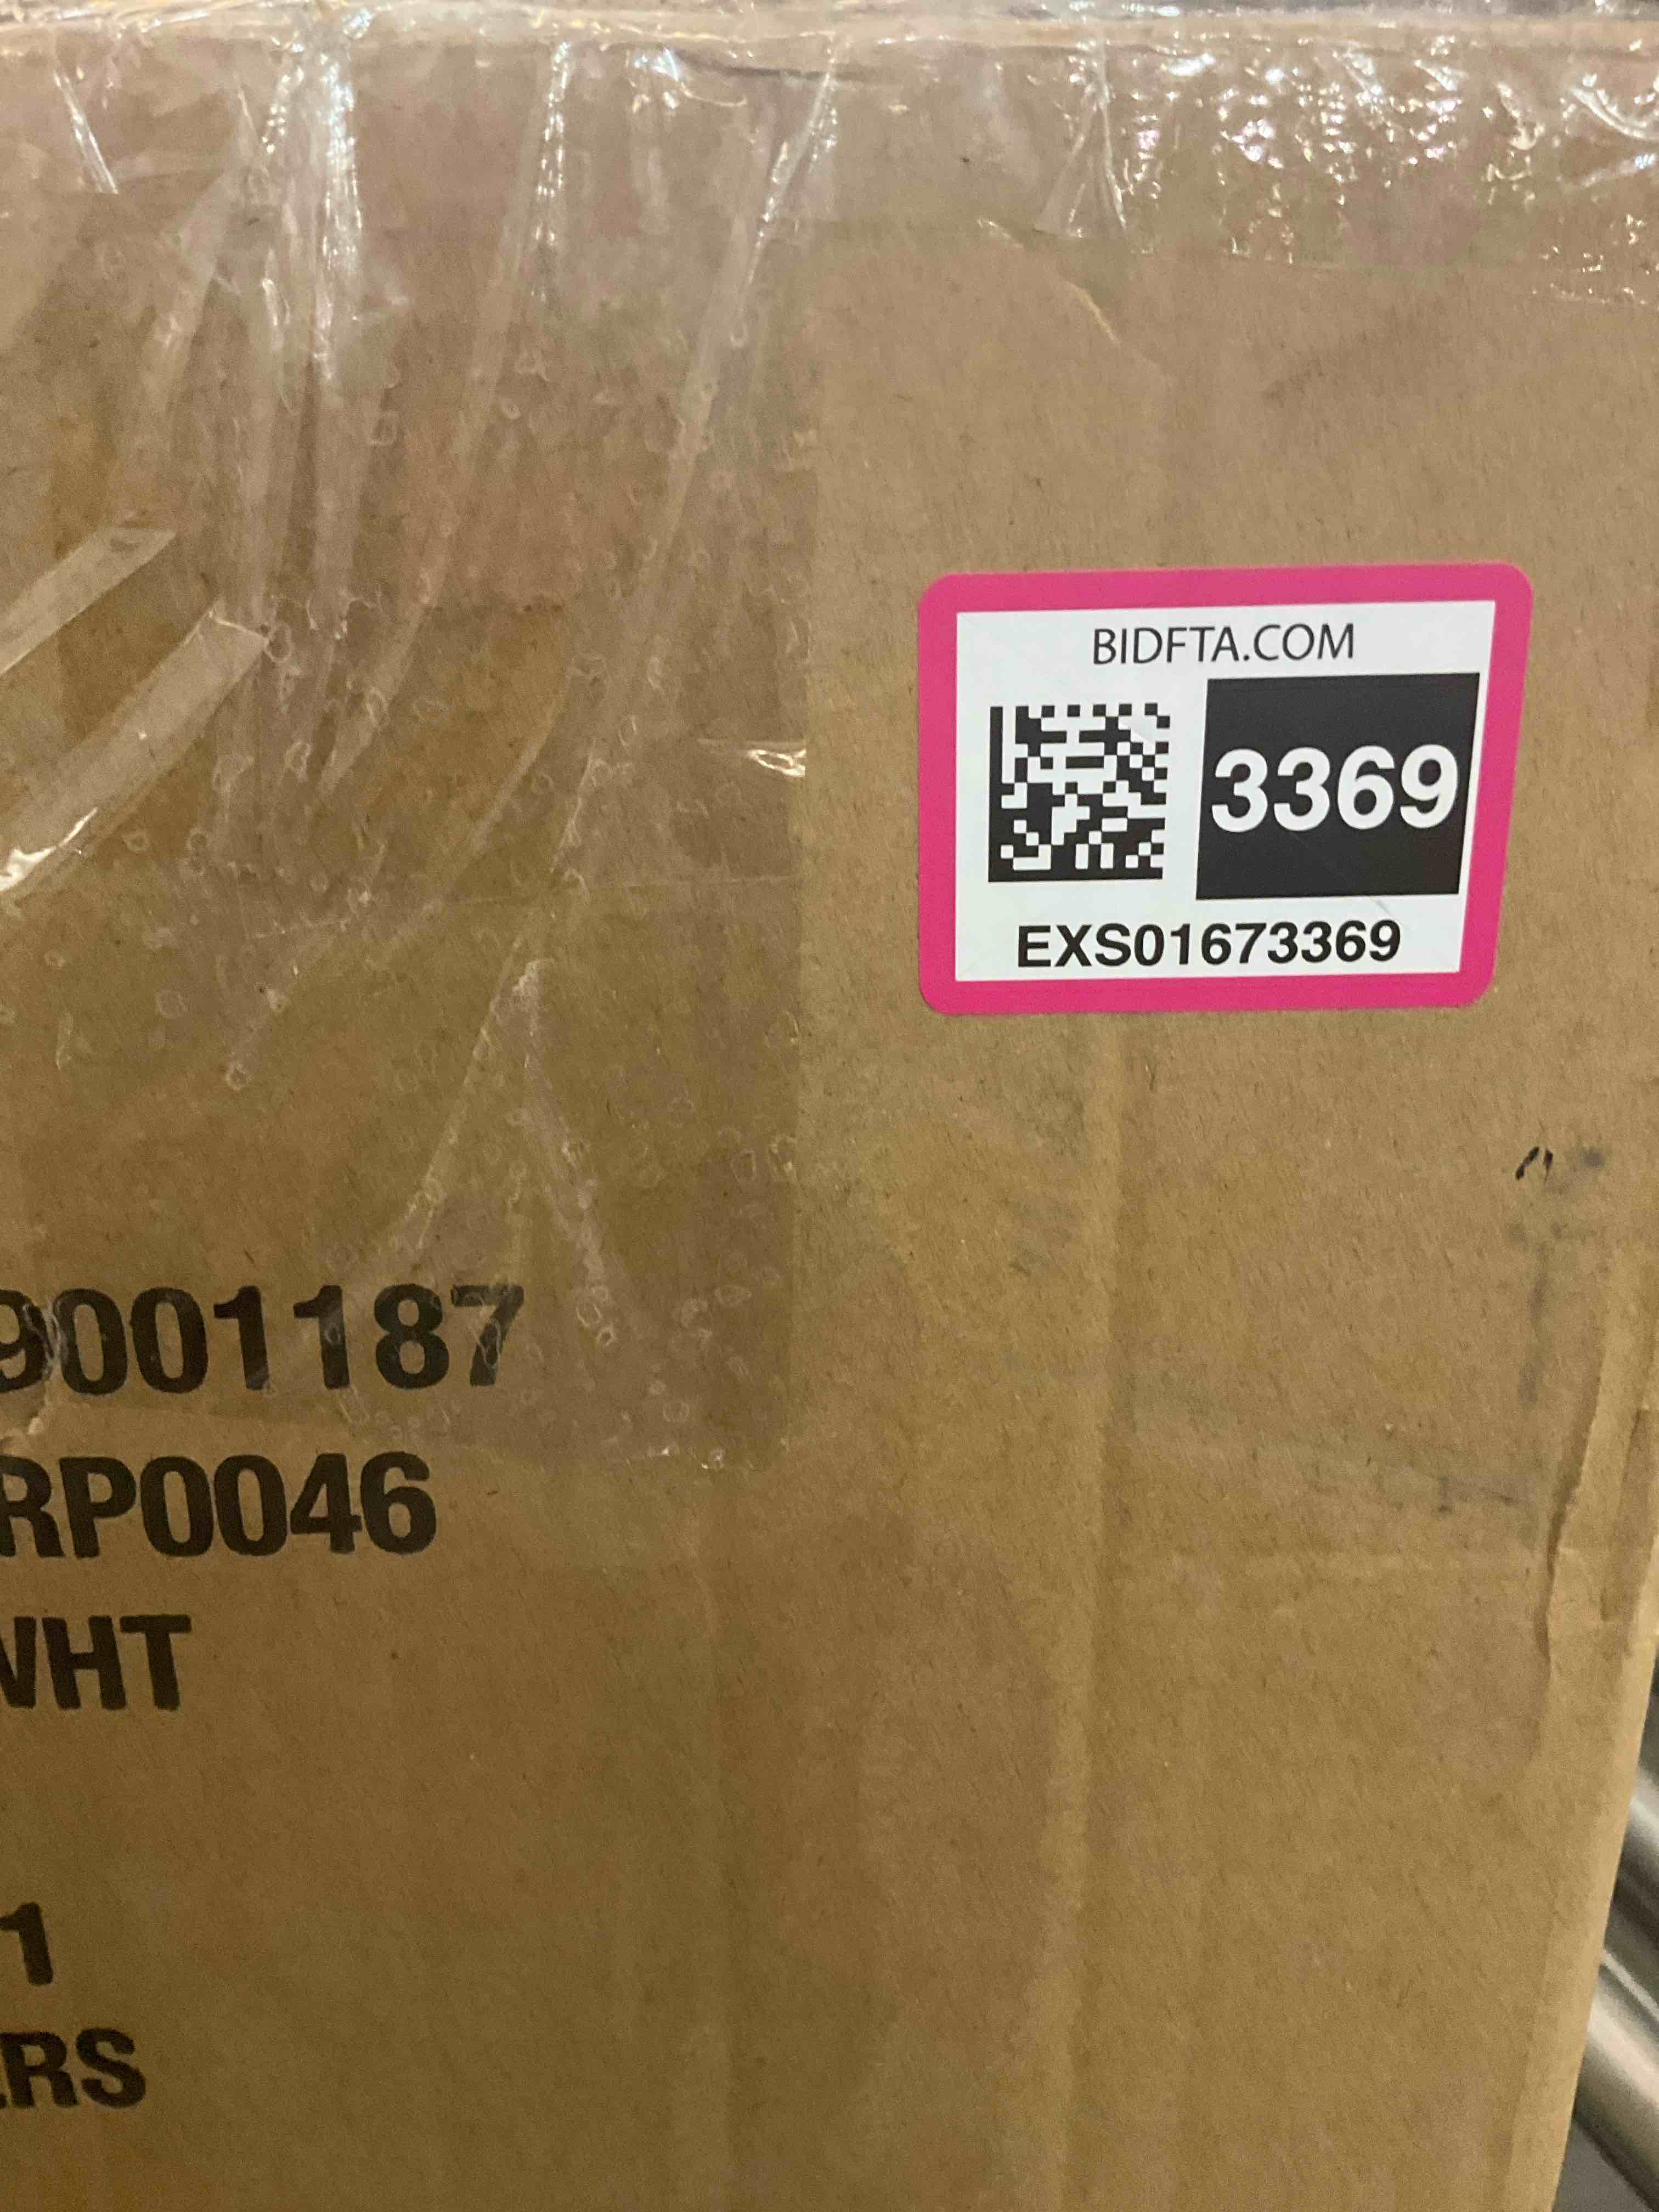 BIDFTA.COM
3369
EXS01673369
9001187
RP0046
WHT
1
RS